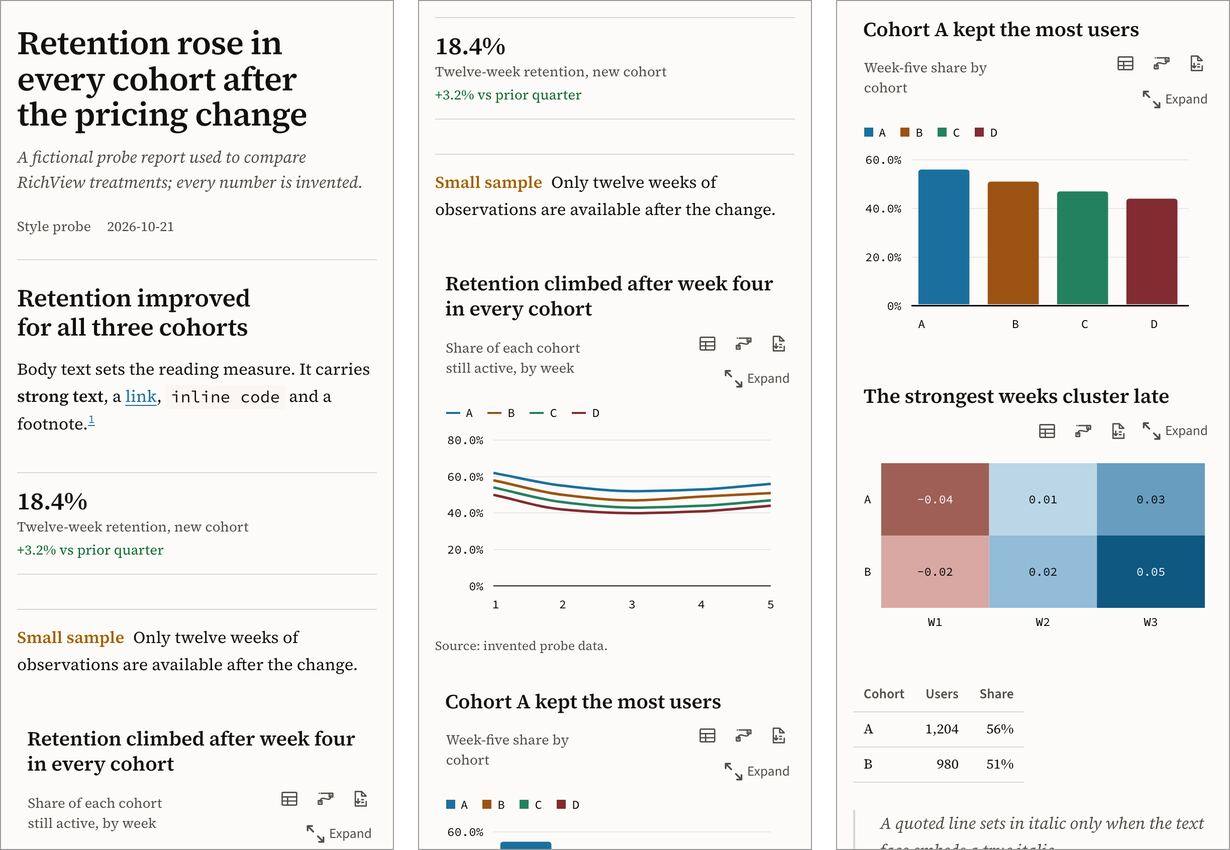 Retention rose in
every cohort after
the pricing change
A fictional probe report used to compare
RichView treatments; every number is invented.
Style probe 2026-10-21
Retention improved
for all three cohorts
Body text sets the reading measure. It carries
strong text, a link, inline code and a
footnote.1
18.4%
Twelve-week retention, new cohort
+3.2% vs prior quarter
Small sample Only twelve weeks of
observations are available after the change.
Retention climbed after week four
in every cohort
Share of each cohort
still active, by week
Expand
18.4%
Twelve-week retention, new cohort
+3.2% vs prior quarter
Small sample Only twelve weeks of
observations are available after the change.
Retention climbed after week four
in every cohort
Share of each cohort
still active, by week
Expand
A B C D
80.0%
60.0%
40.0%
20.0%
0%
1 2 3 4 5
Source: invented probe data.
Cohort A kept the most users
Week-five share by
cohort
Expand
A B C D
60.0%
Cohort A kept the most users
Week-five share by
cohort
Expand
A B C D
60.0%
40.0%
20.0%
0%
A B C D
The strongest weeks cluster late
Expand
A −0.04 0.01 0.03
B −0.02 0.02 0.05
W1 W2 W3
Cohort Users Share
A 1,204 56%
B 980 51%
A quoted line sets in italic only when the text